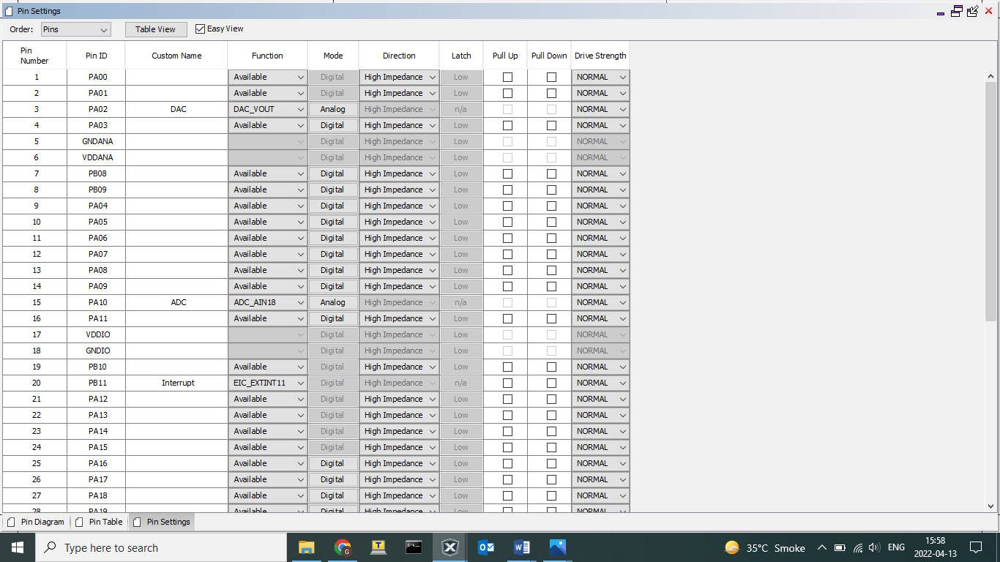 Pin Settings
Order: Pins Table View Easy View
Pin Number Pin ID Custom Name Function Mode Direction Latch Pull Up Pull Down Drive Strength
1 PA00 Available Digital High Impedance Low NORMAL
2 PA01 Available Digital High Impedance Low NORMAL
3 PA02 DAC DAC_VOUT Analog High Impedance n/a NORMAL
4 PA03 Available Digital High Impedance Low NORMAL
5 GNDANA Digital High Impedance Low NORMAL
6 VDDANA Digital High Impedance Low NORMAL
7 PB08 Available Digital High Impedance Low NORMAL
8 PB09 Available Digital High Impedance Low NORMAL
9 PA04 Available Digital High Impedance Low NORMAL
10 PA05 Available Digital High Impedance Low NORMAL
11 PA06 Available Digital High Impedance Low NORMAL
12 PA07 Available Digital High Impedance Low NORMAL
13 PA08 Available Digital High Impedance Low NORMAL
14 PA09 Available Digital High Impedance Low NORMAL
15 PA10 ADC ADC_AIN18 Analog High Impedance n/a NORMAL
16 PA11 Available Digital High Impedance Low NORMAL
17 VDDIO Digital High Impedance Low NORMAL
18 GNDIO Digital High Impedance Low NORMAL
19 PB10 Available Digital High Impedance Low NORMAL
20 PB11 Interrupt EIC_EXTINT11 Digital High Impedance n/a NORMAL
21 PA12 Available Digital High Impedance Low NORMAL
22 PA13 Available Digital High Impedance Low NORMAL
23 PA14 Available Digital High Impedance Low NORMAL
24 PA15 Available Digital High Impedance Low NORMAL
25 PA16 Available Digital High Impedance Low NORMAL
26 PA17 Available Digital High Impedance Low NORMAL
27 PA18 Available Digital High Impedance Low NORMAL
28 PA19 Available Digital High Impedance Low NORMAL
Pin Diagram Pin Table Pin Settings
Type here to search 35°C Smoke ENG 15:58
2022-04-13